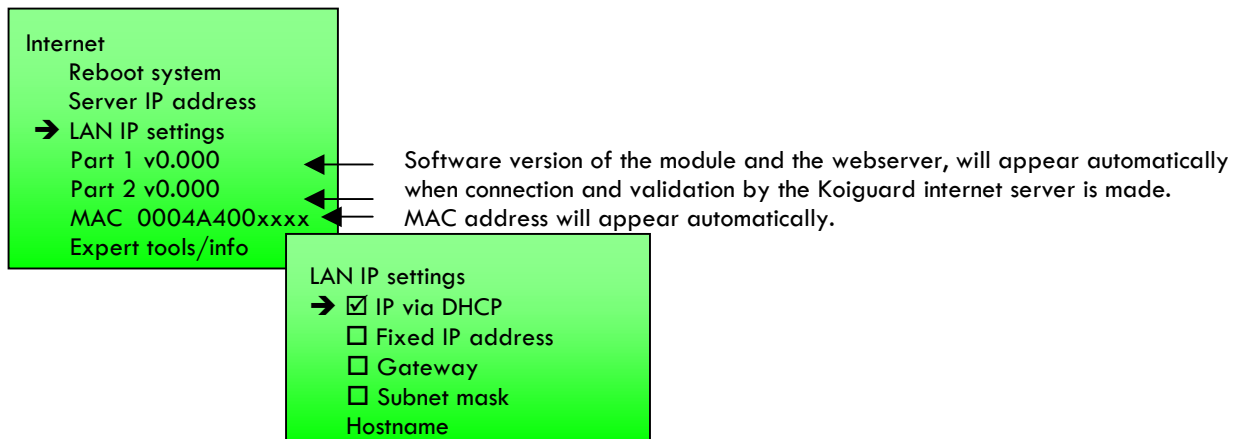 Internet
Reboot system
Server IP address
➔ LAN IP settings
Part 1 v0.000
Part 2 v0.000
MAC 0004A400xxxx
Expert tools/info
Software version of the module and the webserver, will appear automatically
when connection and validation by the Koiguard internet server is made.
MAC address will appear automatically.
LAN IP settings
➔ ☑ IP via DHCP
☐ Fixed IP address
☐ Gateway
☐ Subnet mask
Hostname